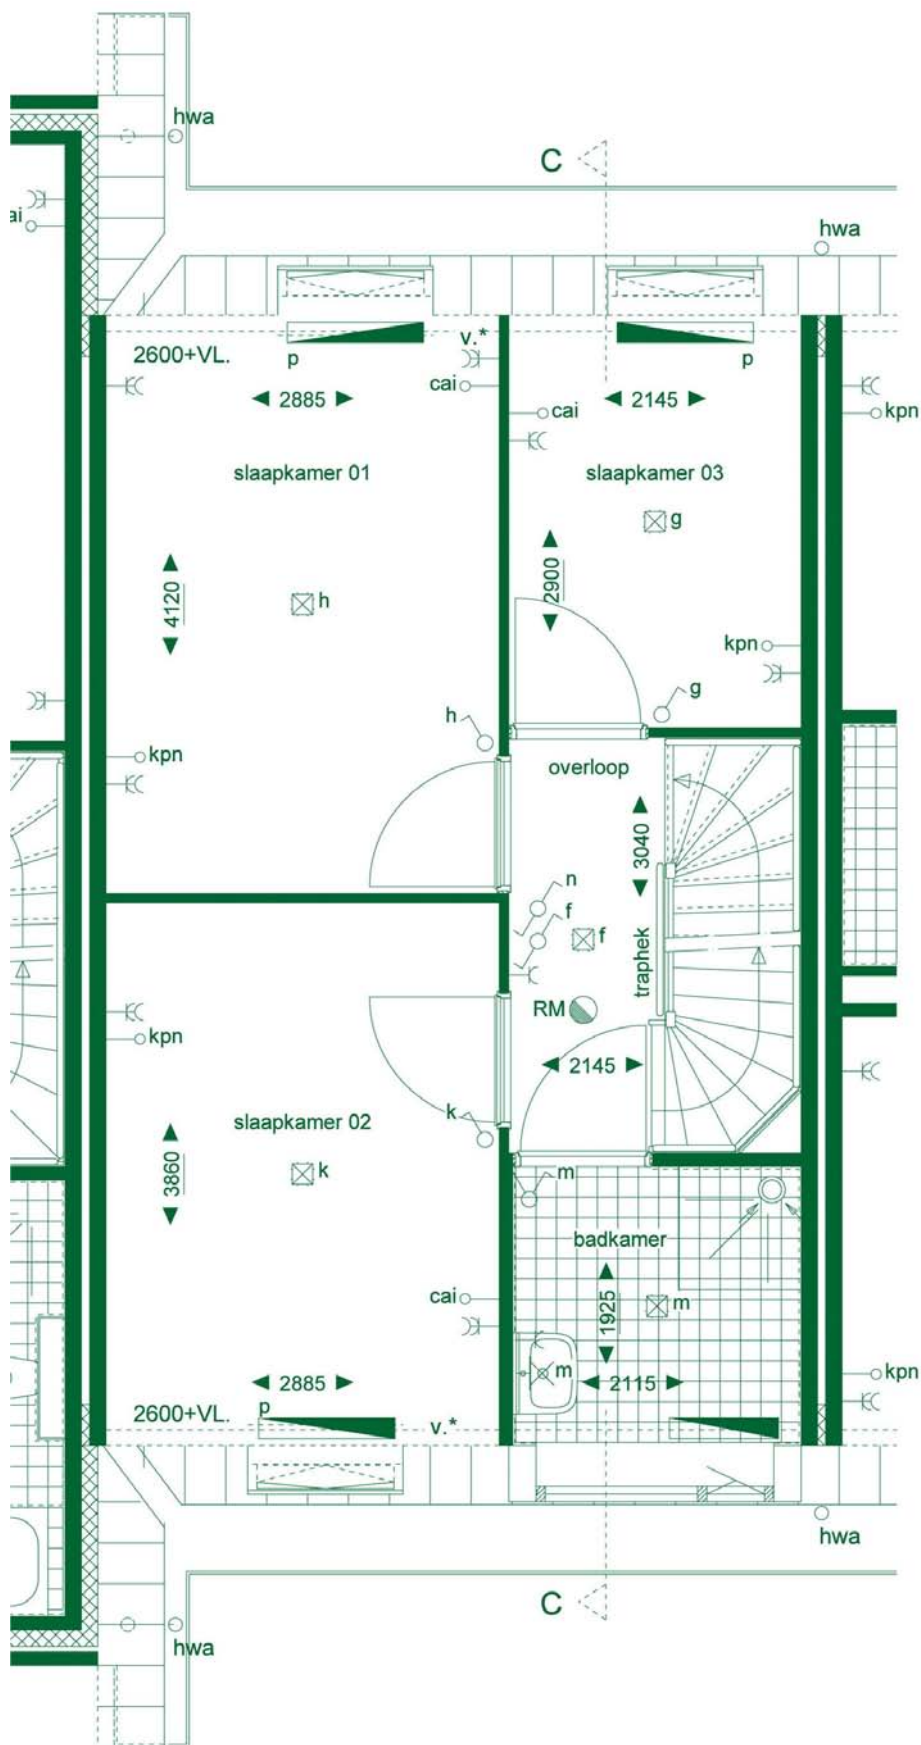 hwa
C
ai
hwa
2600+VL.
p
v.*
p
cai
2885
2145
cai
kpn
slaapkamer 01
slaapkamer 03
g
2900
4120
h
kpn
g
h
kpn
overloop
3040
n
f
f
traphek
RM
kpn
2145
k
slaapkamer 02
3860
k
m
badkamer
cai
1925
m
m
kpn
2885
2115
p
2600+VL.
v.*
hwa
C
hwa